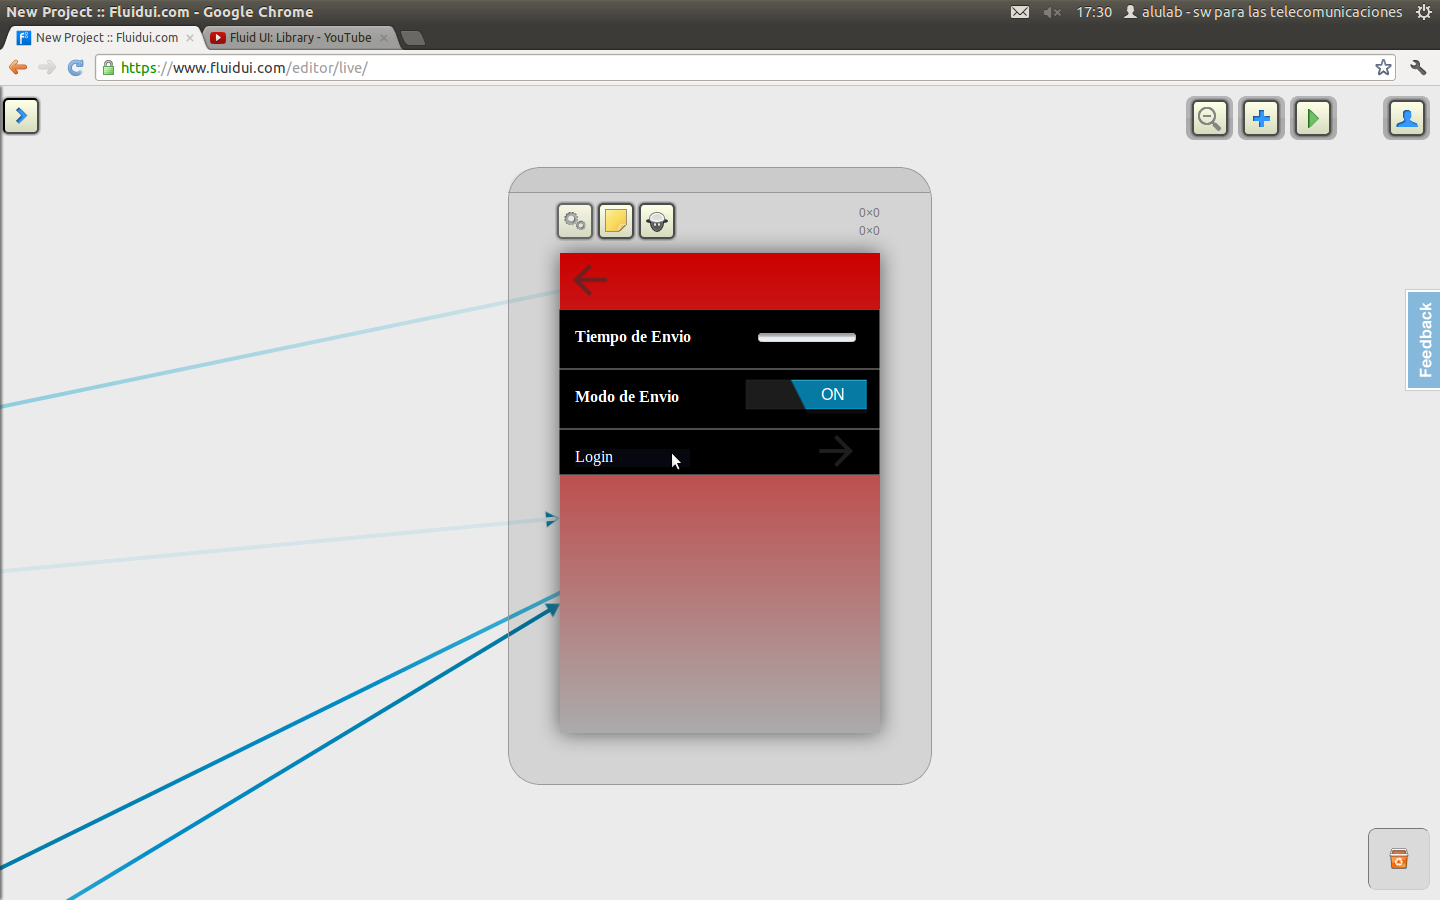 New Project :: Fluidui.com - Google Chrome
17:30 alulab - sw para las telecomunicaciones
New Project :: Fluidui.com
Fluid UI: Library - YouTube
https://www.fluidui.com/editor/live/
0×0
0×0
Feedback
Tiempo de Envio
Modo de Envio ON
Login